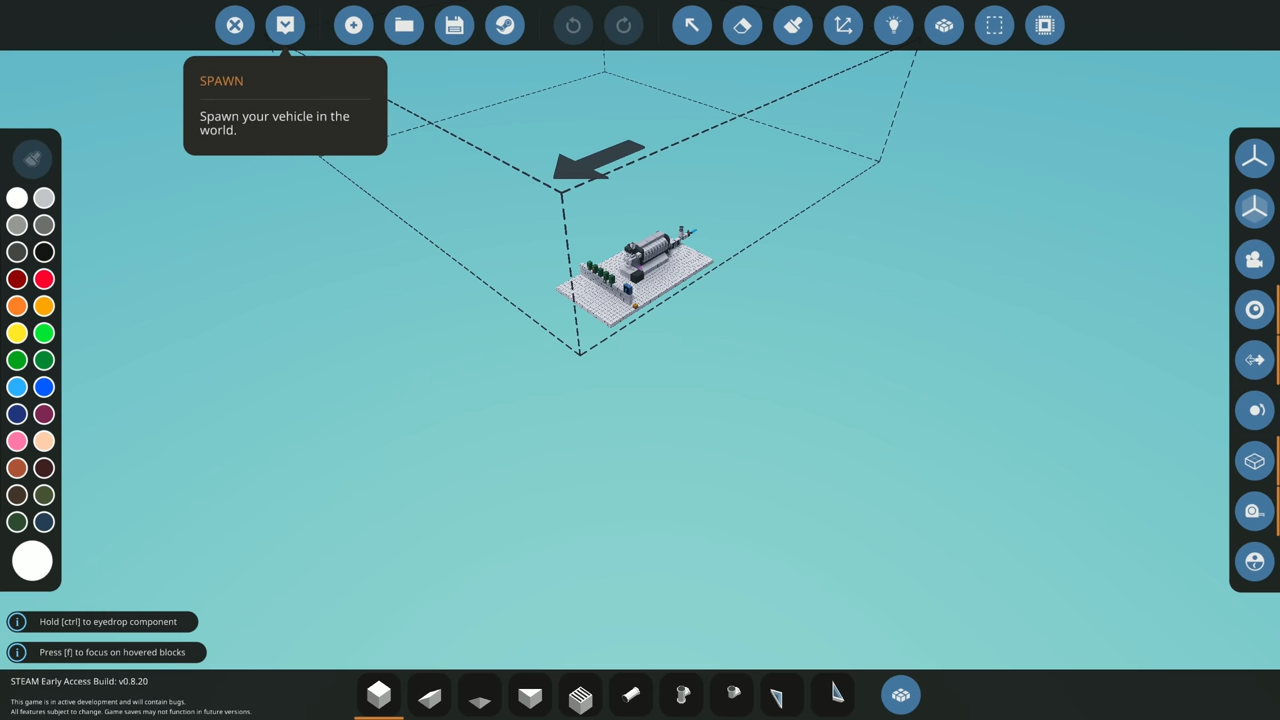 SPAWN
Spawn your vehicle in the
world.
Hold [ctrl] to eyedrop component
Press [f] to focus on hovered blocks
STEAM Early Access Build: v0.8.20
This game is in active development and will contain bugs.
All features subject to change. Game saves may not function in future versions.